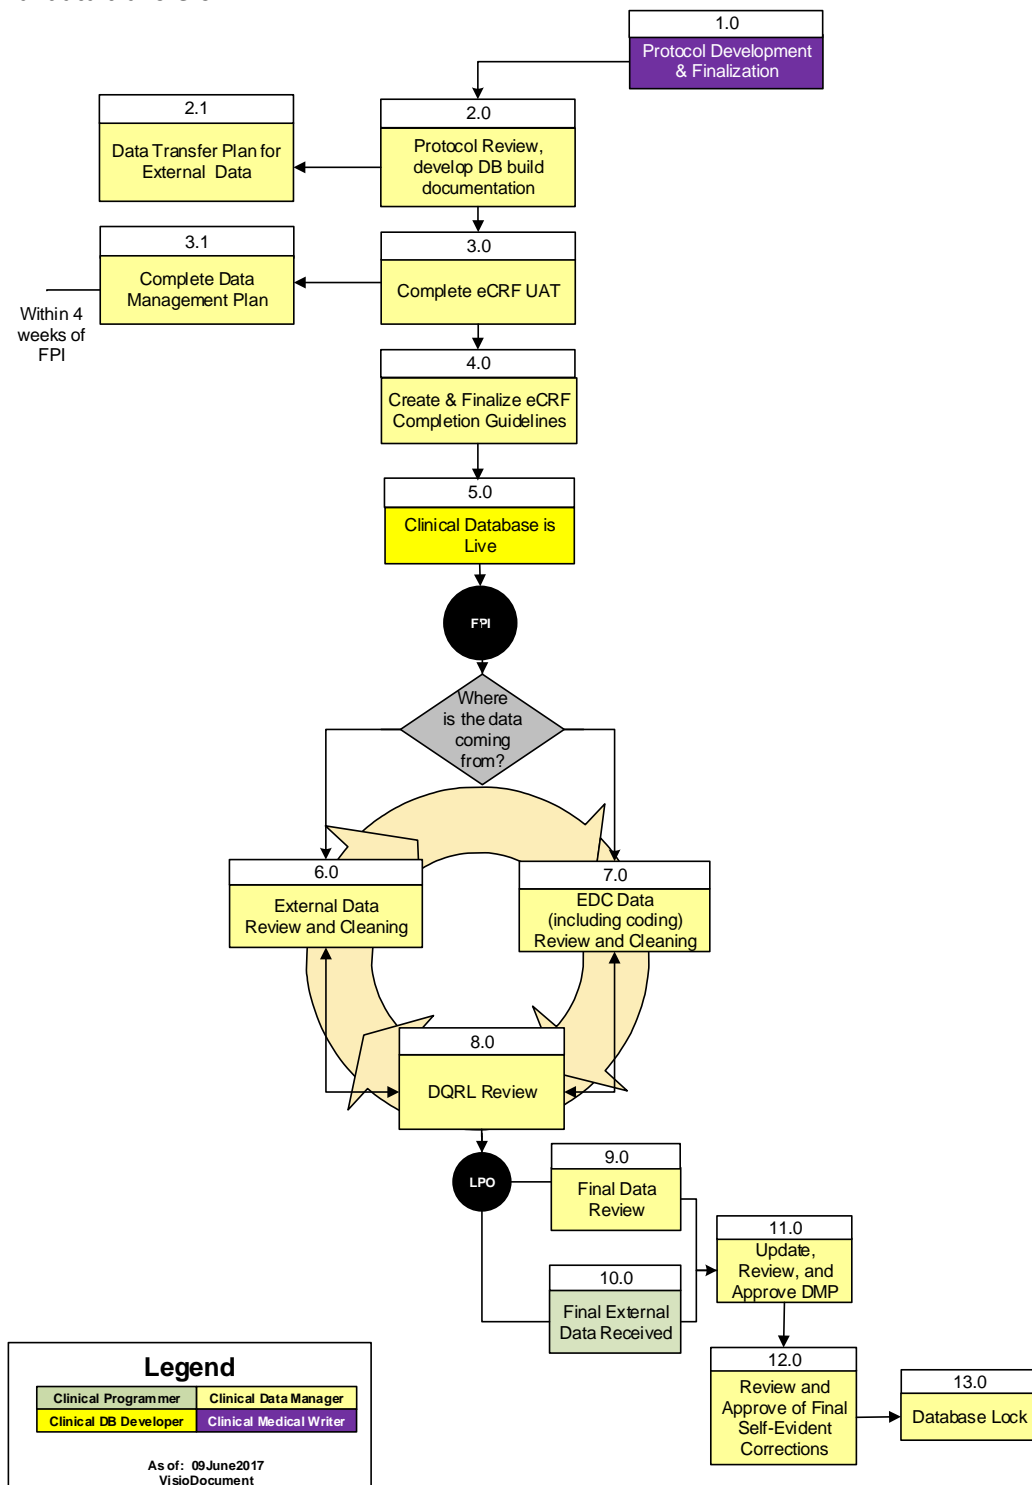 1.0
Protocol Development
& Finalization
2.1
Data Transfer Plan for
External Data
2.0
Protocol Review,
develop DB build
documentation
3.1
Complete Data
Management Plan
3.0
Complete eCRF UAT
Within 4
weeks of
FPI
4.0
Create & Finalize eCRF
Completion Guidelines
5.0
Clinical Database is
Live
FPI
Where
is the data
coming
from?
6.0
External Data
Review and Cleaning
7.0
EDC Data
(including coding)
Review and Cleaning
8.0
DQRL Review
LPO
9.0
Final Data
Review
10.0
Final External
Data Received
11.0
Update,
Review, and
Approve DMP
12.0
Review and
Approve of Final
Self-Evident
Corrections
13.0
Database Lock
Legend
Clinical Programmer
Clinical Data Manager
Clinical DB Developer
Clinical Medical Writer
As of: 09June2017
VisioDocument